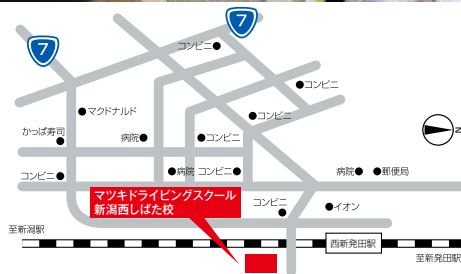 7
7
コンビニ
コンビニ
マクドナルド
コンビニ
かっぱ寿司
病院
コンビニ
N
コンビニ
病院
コンビニ
病院
郵便局
マツキドライビングスクール
新潟西しばた校
コンビニ
イオン
至新潟駅
西新発田駅
至新発田駅